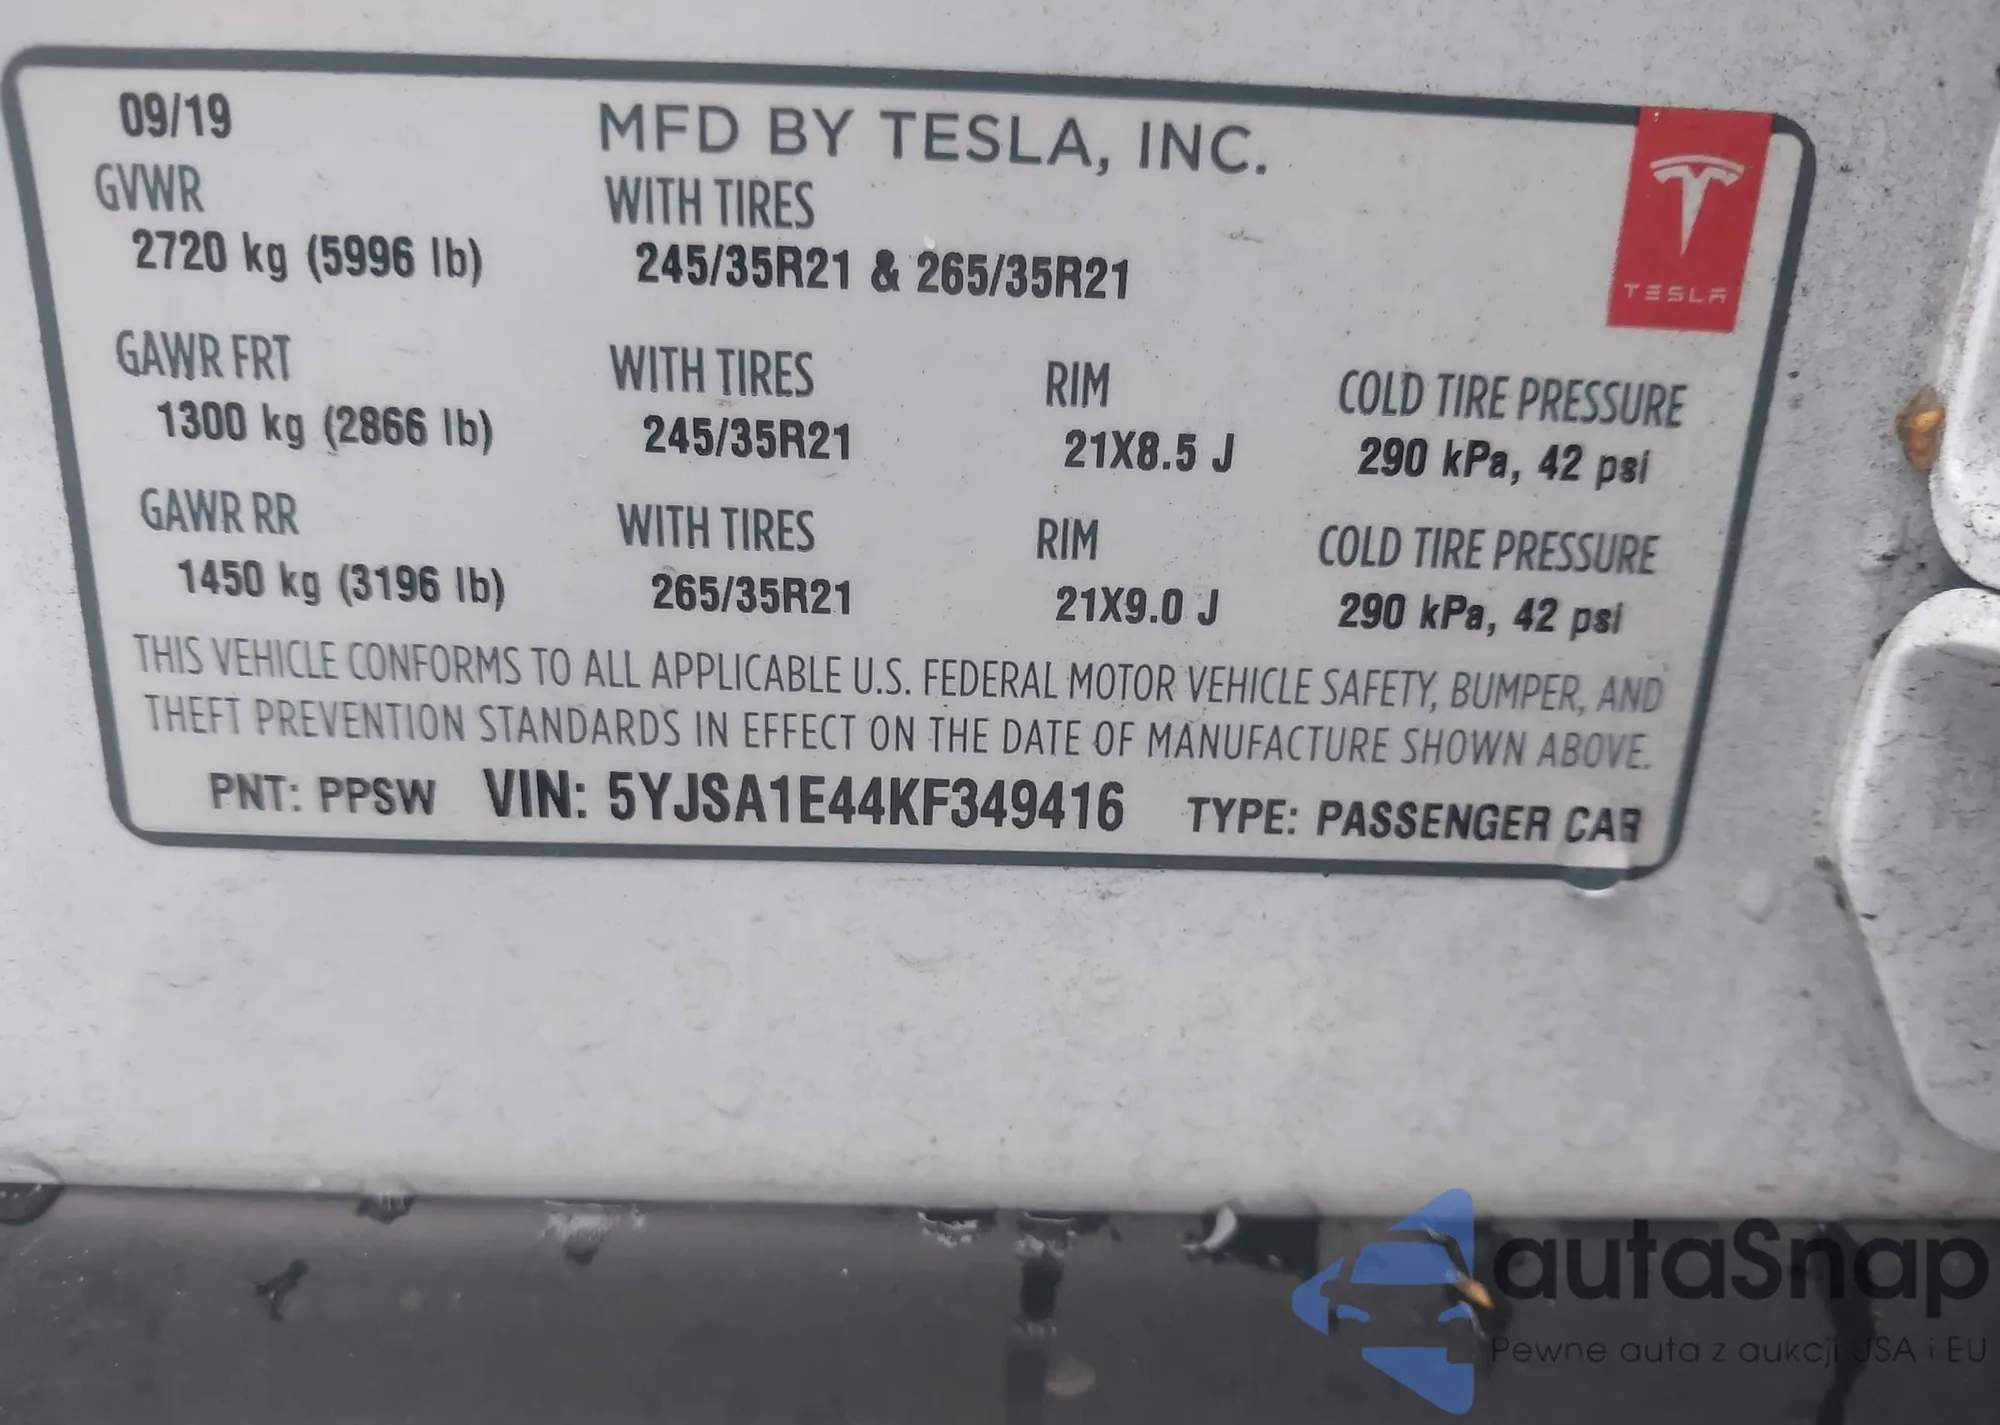 09/19 MFD BY TESLA, INC.
GVWR WITH TIRES
2720 kg (5996 lb) 245/35R21 & 265/35R21
TESLA
GAWR FRT WITH TIRES RIM COLD TIRE PRESSURE
1300 kg (2866 lb) 245/35R21 21X8.5 J 290 kPa, 42 psi
GAWR RR WITH TIRES RIM COLD TIRE PRESSURE
1450 kg (3196 lb) 265/35R21 21X9.0 J 290 kPa, 42 psi
THIS VEHICLE CONFORMS TO ALL APPLICABLE U.S. FEDERAL MOTOR VEHICLE SAFETY, BUMPER, AND
THEFT PREVENTION STANDARDS IN EFFECT ON THE DATE OF MANUFACTURE SHOWN ABOVE.
PNT: PPSW VIN: 5YJSA1E44KF349416 TYPE: PASSENGER CAR
autaSnap
Pewne auta z aukcji USA i EU